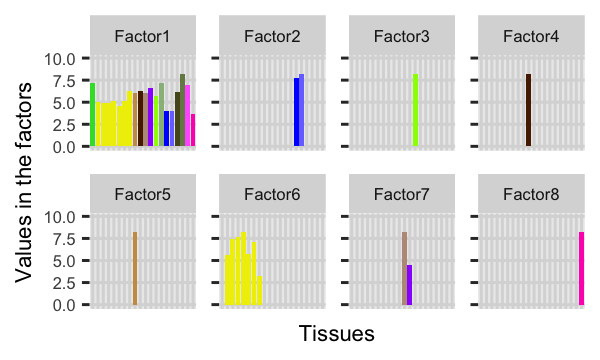 Factor1 Factor2 Factor3 Factor4
10.0
7.5
5.0
2.5
0.0
Values in the factors
Factor5 Factor6 Factor7 Factor8
10.0
7.5
5.0
2.5
0.0
Tissues